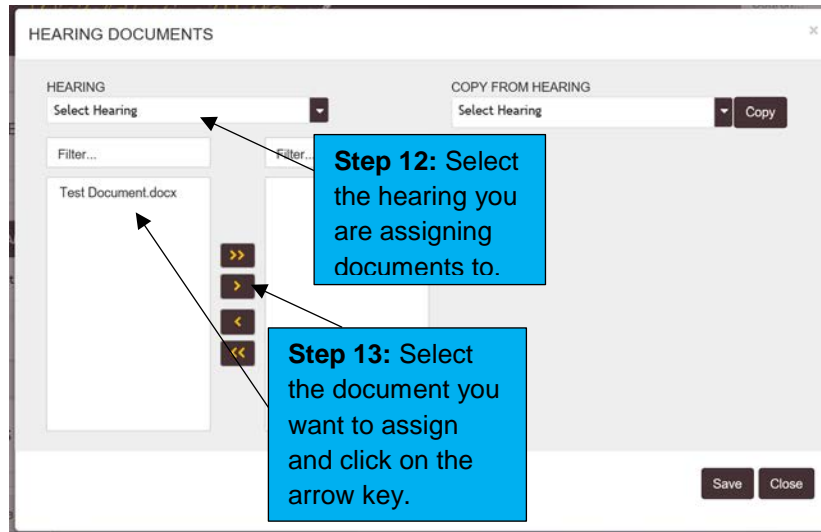 HEARING DOCUMENTS
×
HEARING
COPY FROM HEARING
Select Hearing
Select Hearing
Copy
Filter...
Filter...
Step 12: Select
the hearing you
are assigning
documents to.
Test Document.docx
>>
>
<
<<
Step 13: Select
the document you
want to assign
and click on the
arrow key.
Save
Close